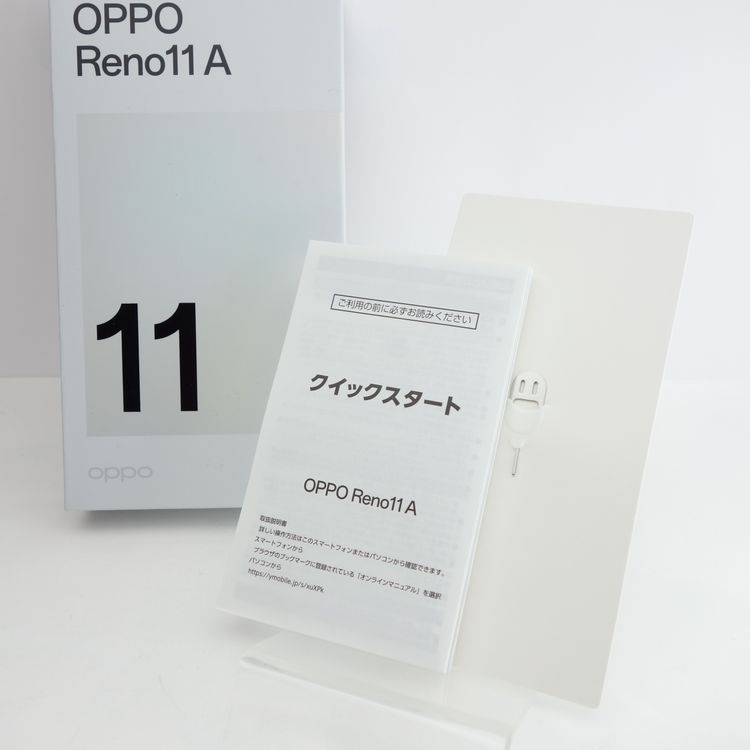 OPPO
Reno11 A
11
oppo
ご利用の前に必ずお読みください
クイックスタート
OPPO Reno11 A
取扱説明書
詳しい操作方法はこのスマートフォンまたはパソコンから確認できます。
スマートフォンから
ブラウザのブックマークに登録されている「オンラインマニュアル」を選択
パソコンから
https://ymobile.jp/s/xuXPk